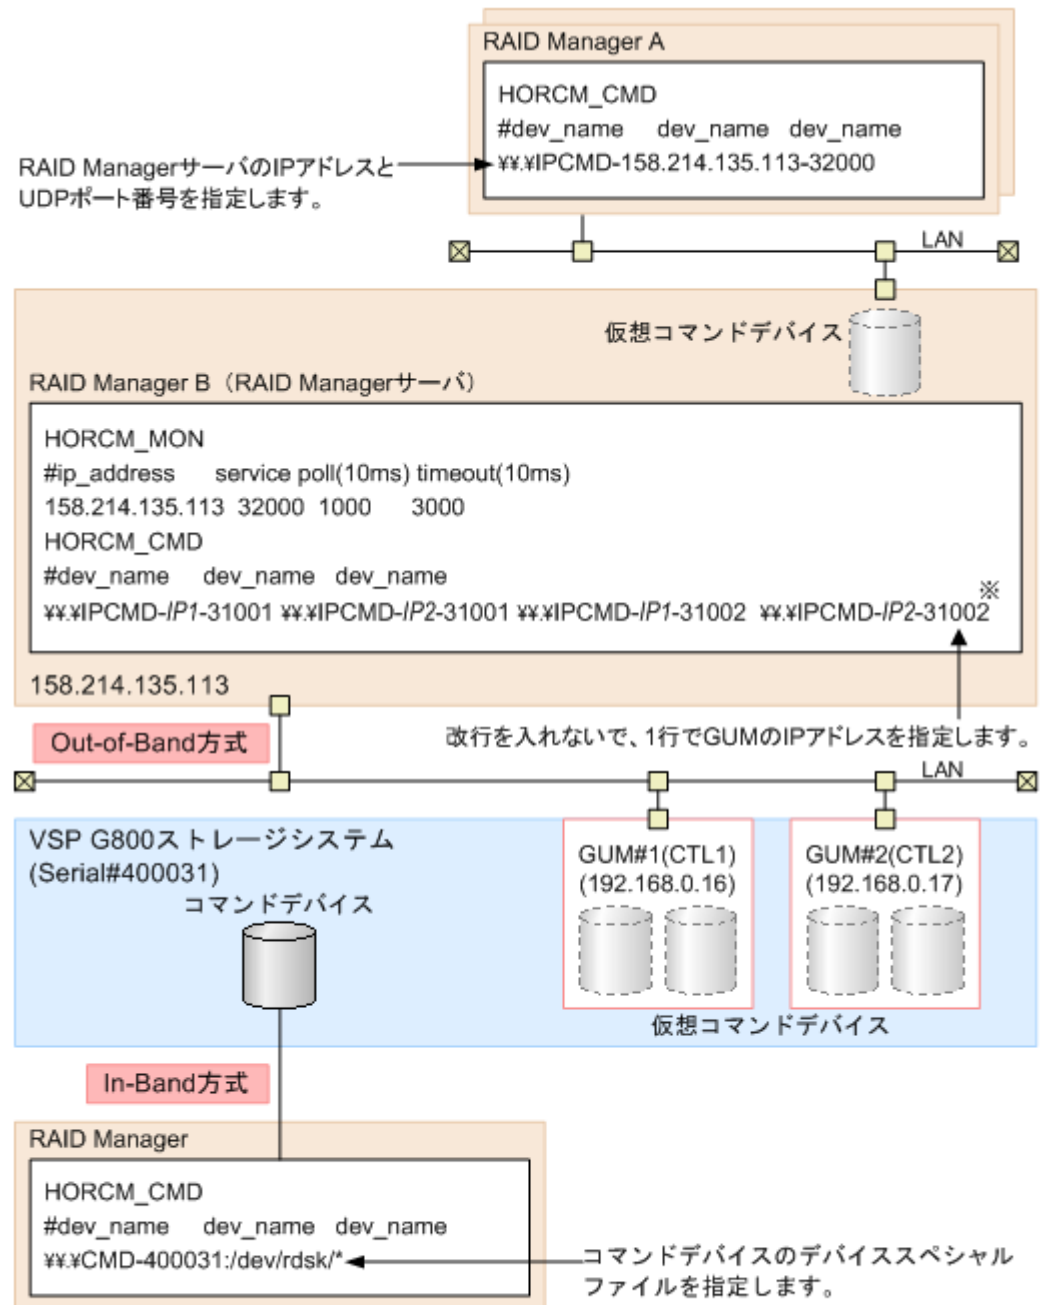 RAID Manager A
HORCM_CMD
#dev_name dev_name dev_name
¥¥.¥IPCMD-158.214.135.113-32000
RAID ManagerサーバのIPアドレスと
UDPポート番号を指定します。
LAN
仮想コマンドデバイス
RAID Manager B（RAID Managerサーバ）
HORCM_MON
#ip_address service poll(10ms) timeout(10ms)
158.214.135.113 32000 1000 3000
HORCM_CMD
#dev_name dev_name dev_name
¥¥.¥IPCMD-IP1-31001 ¥¥.¥IPCMD-IP2-31001 ¥¥.¥IPCMD-IP1-31002 ¥¥.¥IPCMD-IP2-31002※
158.214.135.113
Out-of-Band方式
改行を入れないで、1行でGUMのIPアドレスを指定します。
LAN
VSP G800ストレージシステム
(Serial#400031)
コマンドデバイス
GUM#1(CTL1)
(192.168.0.16)
GUM#2(CTL2)
(192.168.0.17)
仮想コマンドデバイス
In-Band方式
RAID Manager
HORCM_CMD
#dev_name dev_name dev_name
¥¥.¥CMD-400031:/dev/rdsk/*
コマンドデバイスのデバイススペシャル
ファイルを指定します。